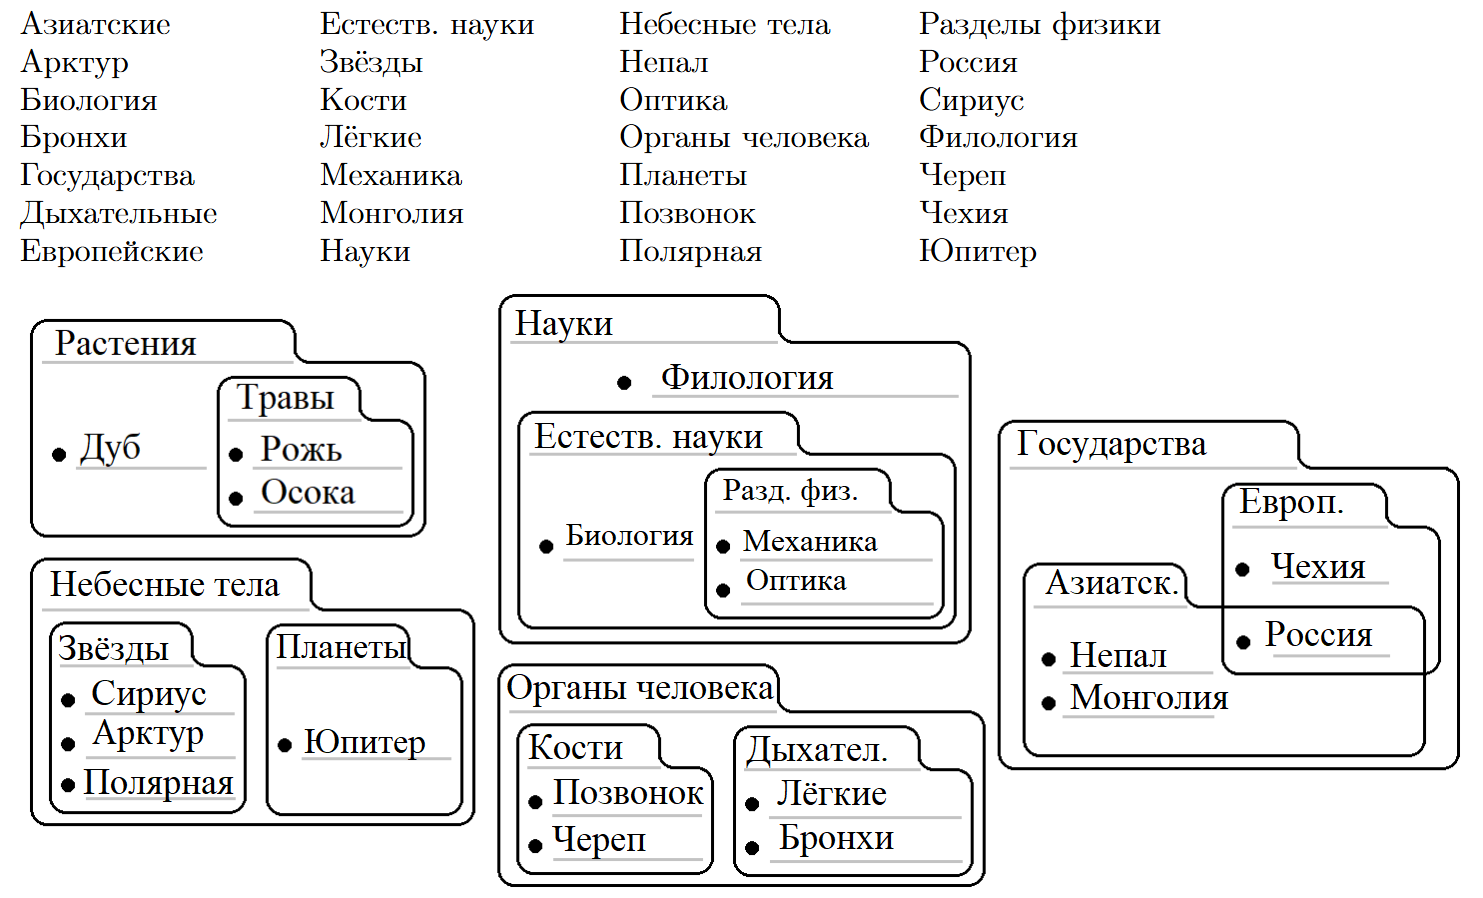 Азиатские Естеств. науки Небесные тела Разделы физики
Арктур Звёзды Непал Россия
Биология Кости Оптика Сириус
Бронхи Лёгкие Органы человека Филология
Государства Механика Планеты Череп
Дыхательные Монголия Позвонок Чехия
Европейские Науки Полярная Юпитер
Растения
Травы
Дуб
Рожь
Осока
Небесные тела
Звёзды
Сириус
Арктур
Полярная
Планеты
Юпитер
Науки
Филология
Естеств. науки
Биология
Разд. физ.
Механика
Оптика
Органы человека
Кости
Позвонок
Череп
Дыхател.
Лёгкие
Бронхи
Государства
Европ.
Чехия
Азиатск.
Россия
Непал
Монголия